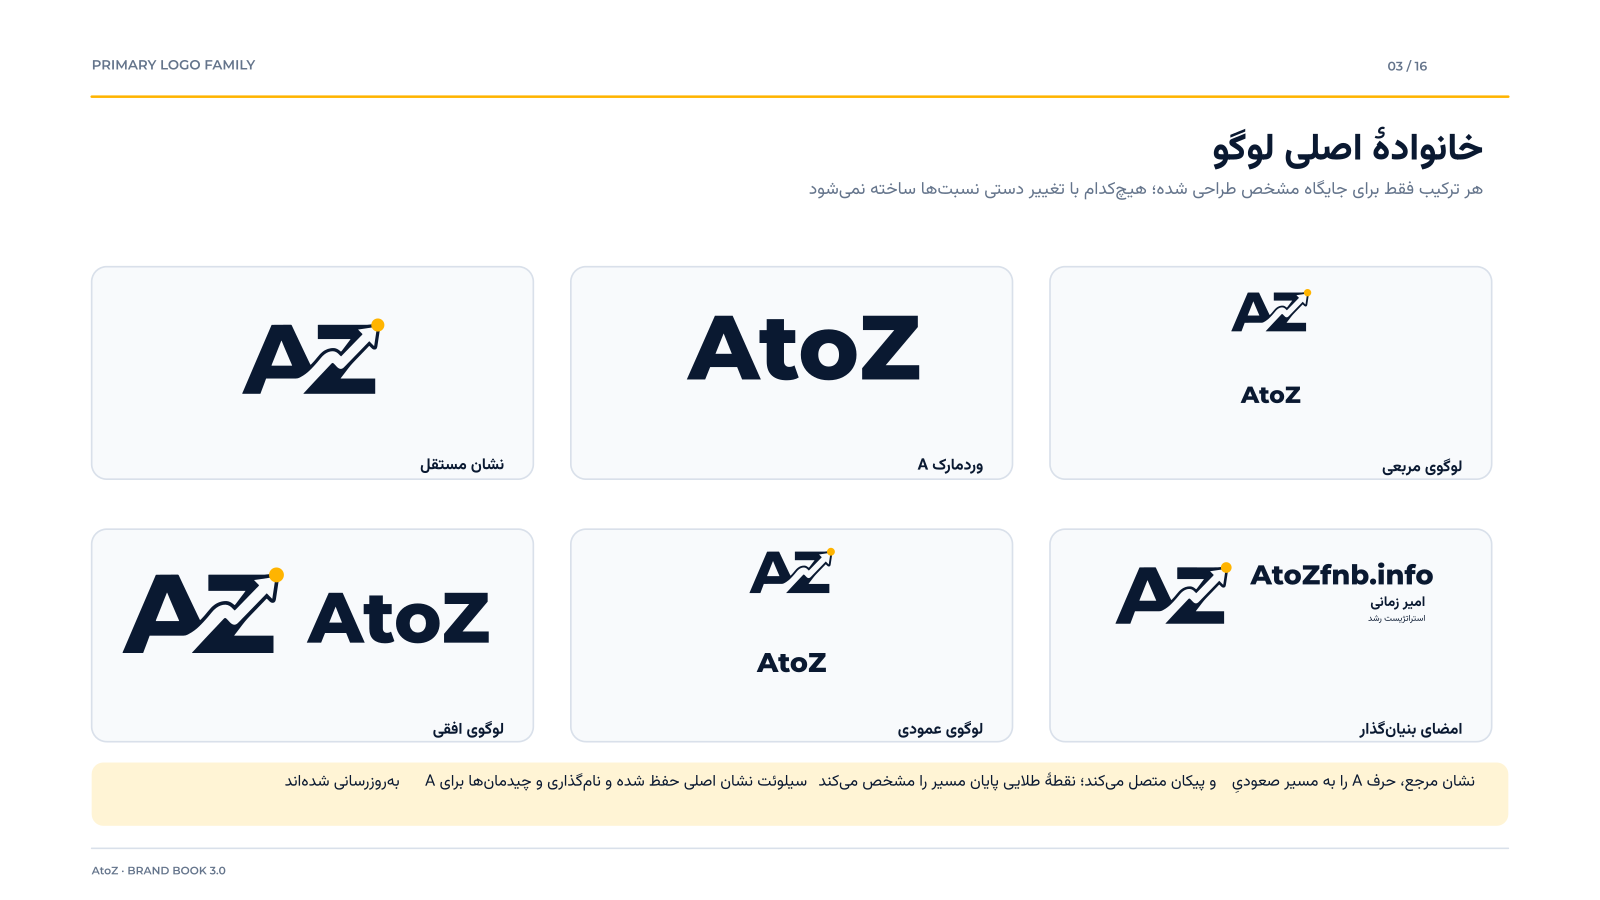 PRIMARY LOGO FAMILY
03 / 16
خانوادهٔ اصلی لوگو
هر ترکیب فقط برای جایگاه مشخص طراحی شده؛ هیچ‌کدام با تغییر دستی نسبت‌ها ساخته نمی‌شود
AZ
AtoZ
لوگوی مربعی
AtoZ
وردمارک A
AZ
نشان مستقل
AZ
AtoZfnb.info
امیر زمانی
استراتژیست رشد
امضای بنیان‌گذار
AZ
AtoZ
لوگوی عمودی
AZ AtoZ
لوگوی افقی
نشان مرجع، حرف A را به مسیر صعودیِ و پیکان متصل می‌کند؛ نقطهٔ طلایی پایان مسیر را مشخص می‌کند سیلوئت نشان اصلی حفظ شده و نام‌گذاری و چیدمان‌ها برای A به‌روزرسانی شده‌اند
AtoZ · BRAND BOOK 3.0